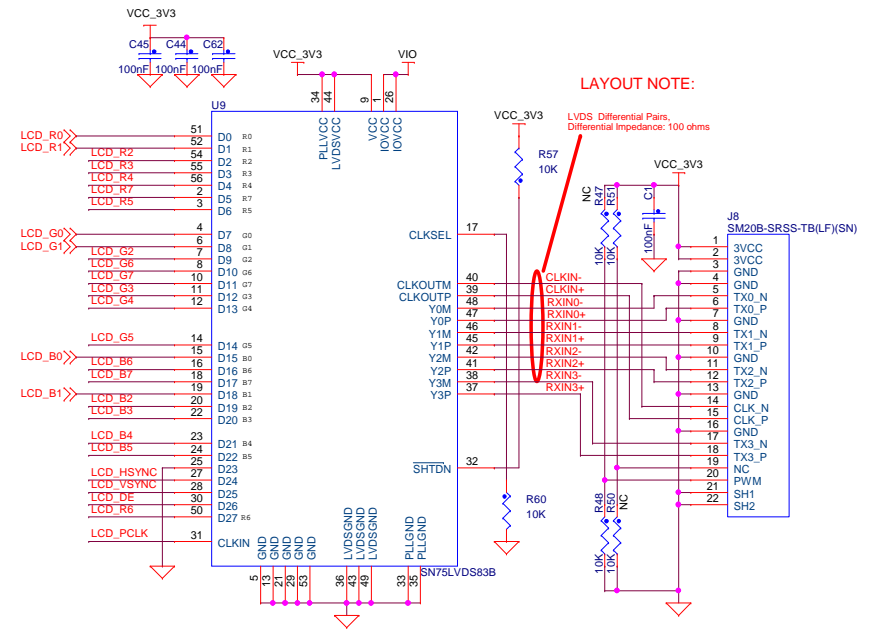 VCC_3V3
C45
C44
C62
100nF
100nF
100nF
VCC_3V3
VIO
LAYOUT NOTE:
LVDS Differential Pairs,
Differential Impedance: 100 ohms
U9
34
44
9
1
26
PLLVCC
LVDSVCC
VCC
IOVCC
IOVCC
LCD_R0 51 D0 R0
LCD_R1 52 D1 R1
LCD_R2 54 D2 R2
LCD_R3 55 D3 R3
LCD_R4 56 D4 R4
LCD_R7 2 D5 R7
LCD_R5 3 D6 R5
LCD_G0 4 D7 G0
LCD_G1 6 D8 G1
LCD_G2 7 D9 G2
LCD_G6 8 D10 G6
LCD_G7 10 D11 G7
LCD_G3 11 D12 G3
LCD_G4 12 D13 G4
LCD_G5 14 D14 G5
LCD_B0 15 D15 B0
LCD_B6 16 D16 B6
LCD_B7 18 D17 B7
LCD_B1 19 D18 B1
LCD_B2 20 D19 B2
LCD_B3 22 D20 B3
LCD_B4 23 D21 B4
LCD_B5 24 D22 B5
25 D23
LCD_HSYNC 27 D24
LCD_VSYNC 28 D25
LCD_DE 30 D26
LCD_R6 50 D27 R6
LCD_PCLK 31 CLKIN
GND
GND
GND
GND
GND
LVDSGND
LVDSGND
LVDSGND
PLLGND
PLLGND
5
13
21
29
53
36
43
49
33
35
SN75LVDS83B
CLKSEL 17
CLKOUTM 40 CLKIN-
CLKOUTP 39 CLKIN+
Y0M 48 RXIN0-
Y0P 47 RXIN0+
Y1M 46 RXIN1-
Y1P 45 RXIN1+
Y2M 42 RXIN2-
Y2P 41 RXIN2+
Y3M 38 RXIN3-
Y3P 37 RXIN3+
SHTDN 32
VCC_3V3
R57
10K
R60
10K
VCC_3V3
NC
R47
R51
C1
10K
10K
100nF
R48
R50
NC
10K
10K
J8
SM20B-SRSS-TB(LF)(SN)
1 3VCC
2 3VCC
3 GND
4 GND
5 TX0_N
6 TX0_P
7 GND
8 TX1_N
9 TX1_P
10 GND
11 TX2_N
12 TX2_P
13 GND
14 CLK_N
15 CLK_P
16 GND
17 TX3_N
18 TX3_P
19 NC
20 PWM
21 SH1
22 SH2